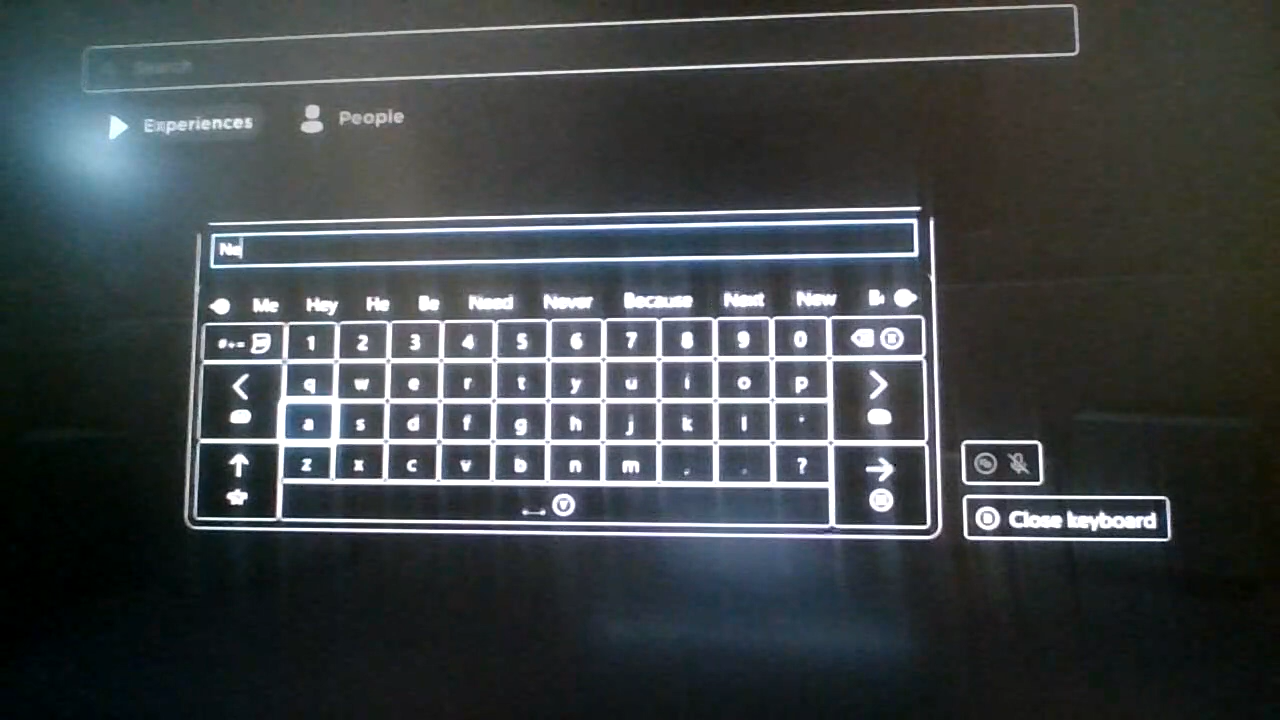 Search
Experiences People
Ne
Me Hey He Be Need Never Because Next New
#+= 1 2 3 4 5 6 7 8 9 0
q w e r t y u i o p
a s d f g h j k l
z x c v b n m ?
Close keyboard